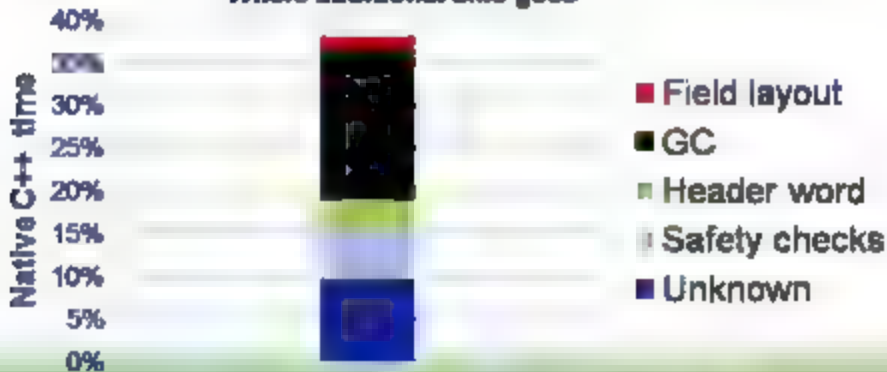 40%
30%
25%
20%
15%
10%
5%
0%
Native C++ time
Field layout
GC
Header word
Safety checks
Unknown